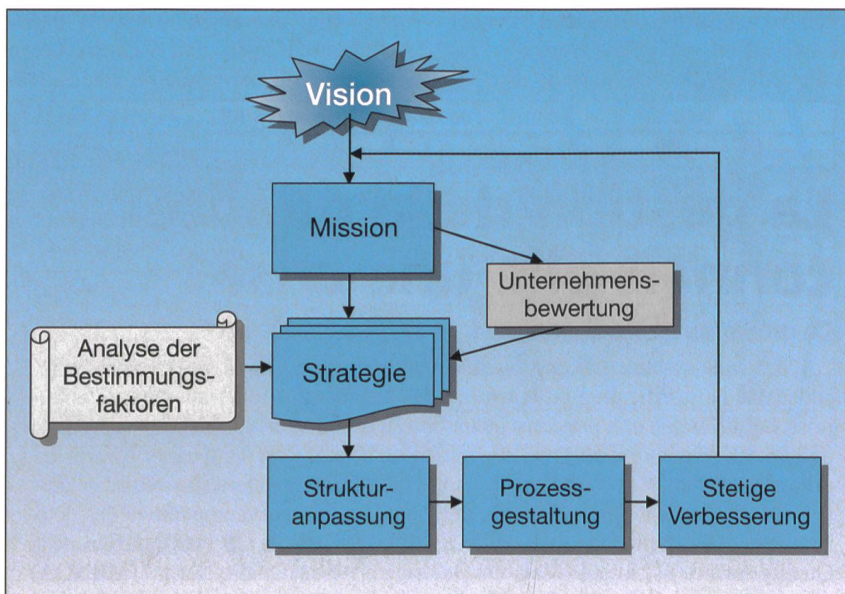 Vision
Mission
Unternehmens-
bewertung
Analyse der
Bestimmungs-
faktoren
Strategie
Struktur-
anpassung
Prozess-
gestaltung
Stetige
Verbesserung